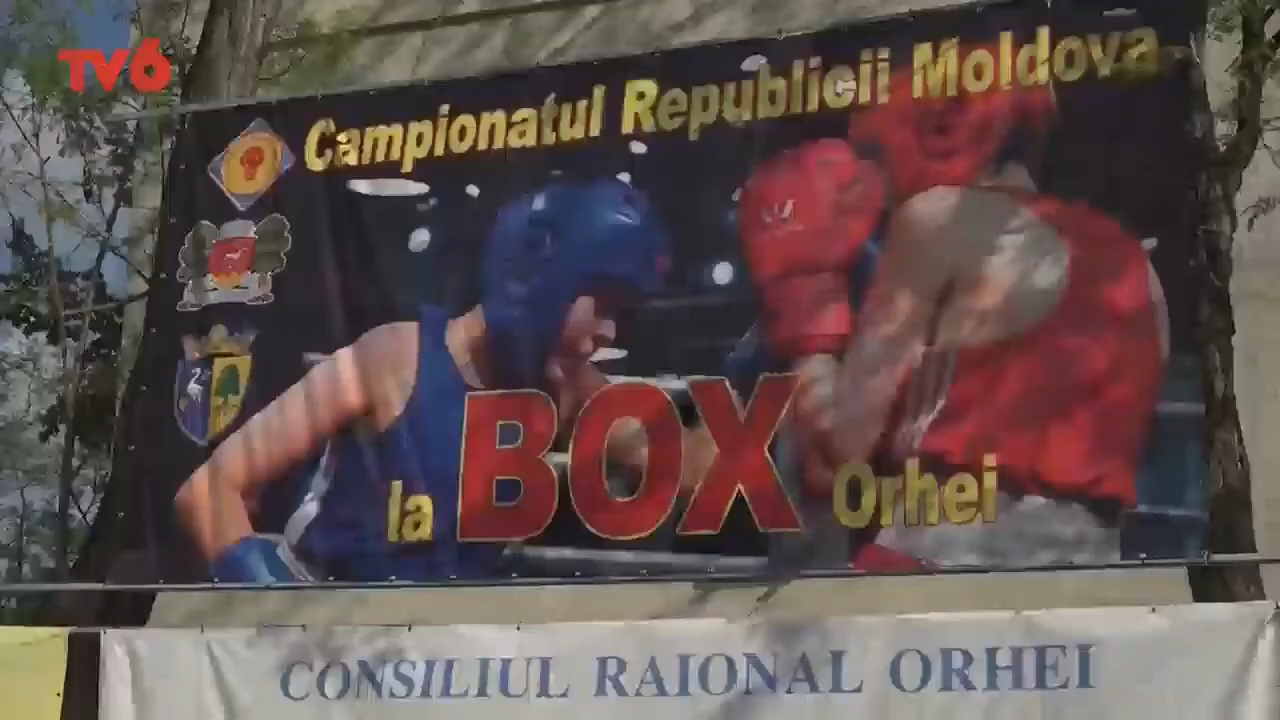 TV6
Campionatul Republicii Moldova
la BOX Orhei
CONSILIUL RAIONAL ORHEI